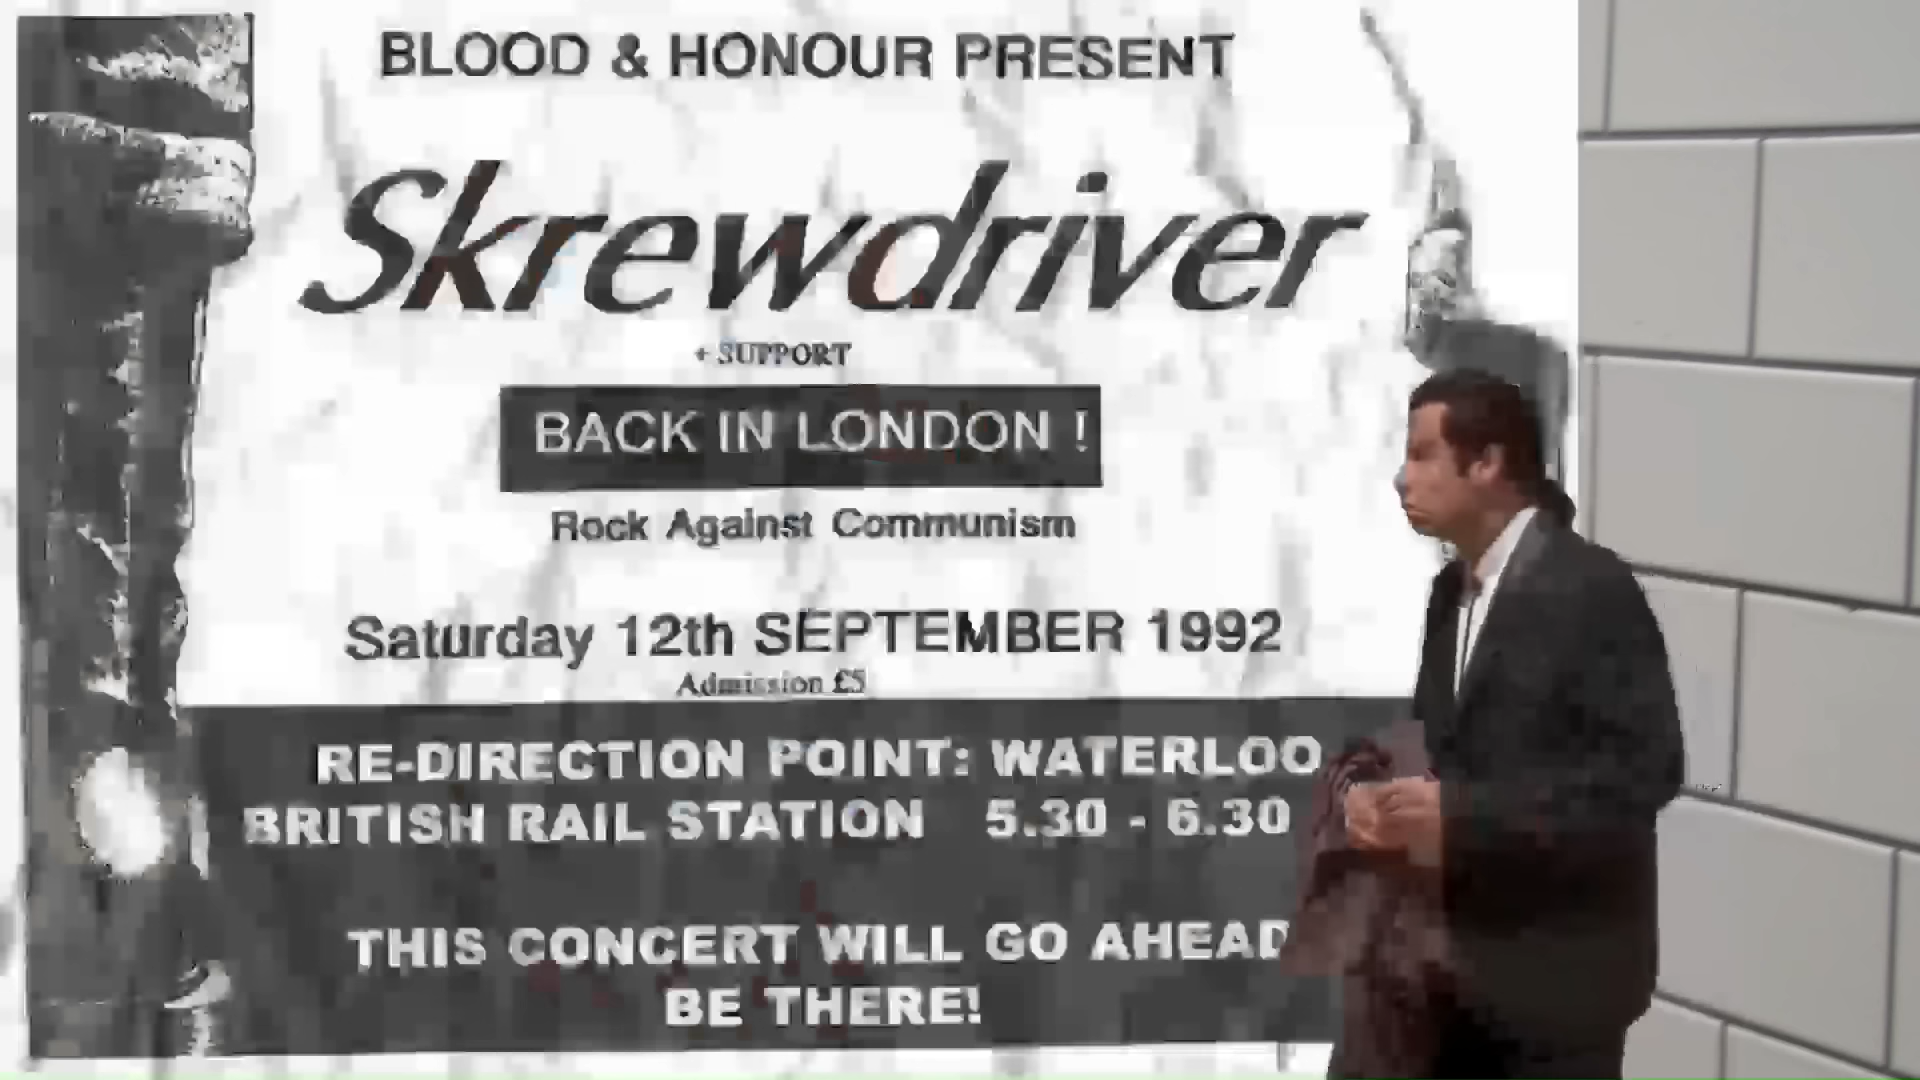 BLOOD & HONOUR PRESENT
Skrewdriver
+ SUPPORT
BACK IN LONDON !
Rock Against Communism
Saturday 12th SEPTEMBER 1992
Admission £5
RE-DIRECTION POINT: WATERLOO
BRITISH RAIL STATION 5.30 - 6.30
THIS CONCERT WILL GO AHEAD
BE THERE!